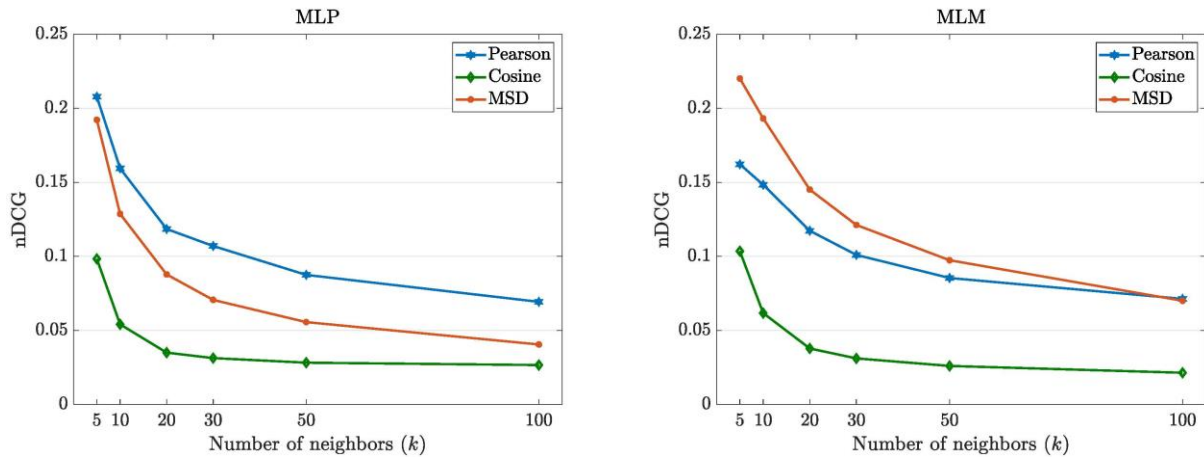 MLP
0.25
0.2
0.15
0.1
0.05
0
nDCG
Pearson
Cosine
MSD
5 10 20 30 50 100
Number of neighbors (k)
MLM
0.25
0.2
0.15
0.1
0.05
0
nDCG
Pearson
Cosine
MSD
5 10 20 30 50 100
Number of neighbors (k)